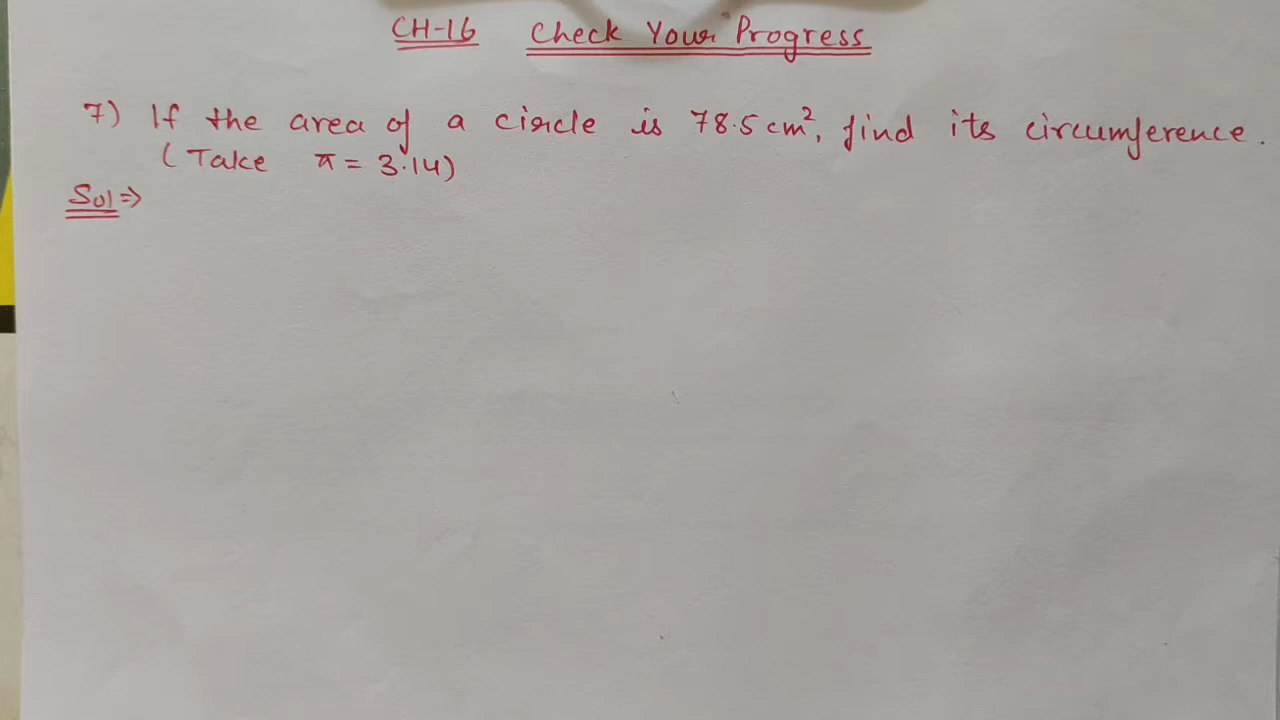 CH-16 Check Your Progress
7) If the area of a circle is 78.5 cm², find its circumference.
(Take π = 3.14)
Sol ⇒